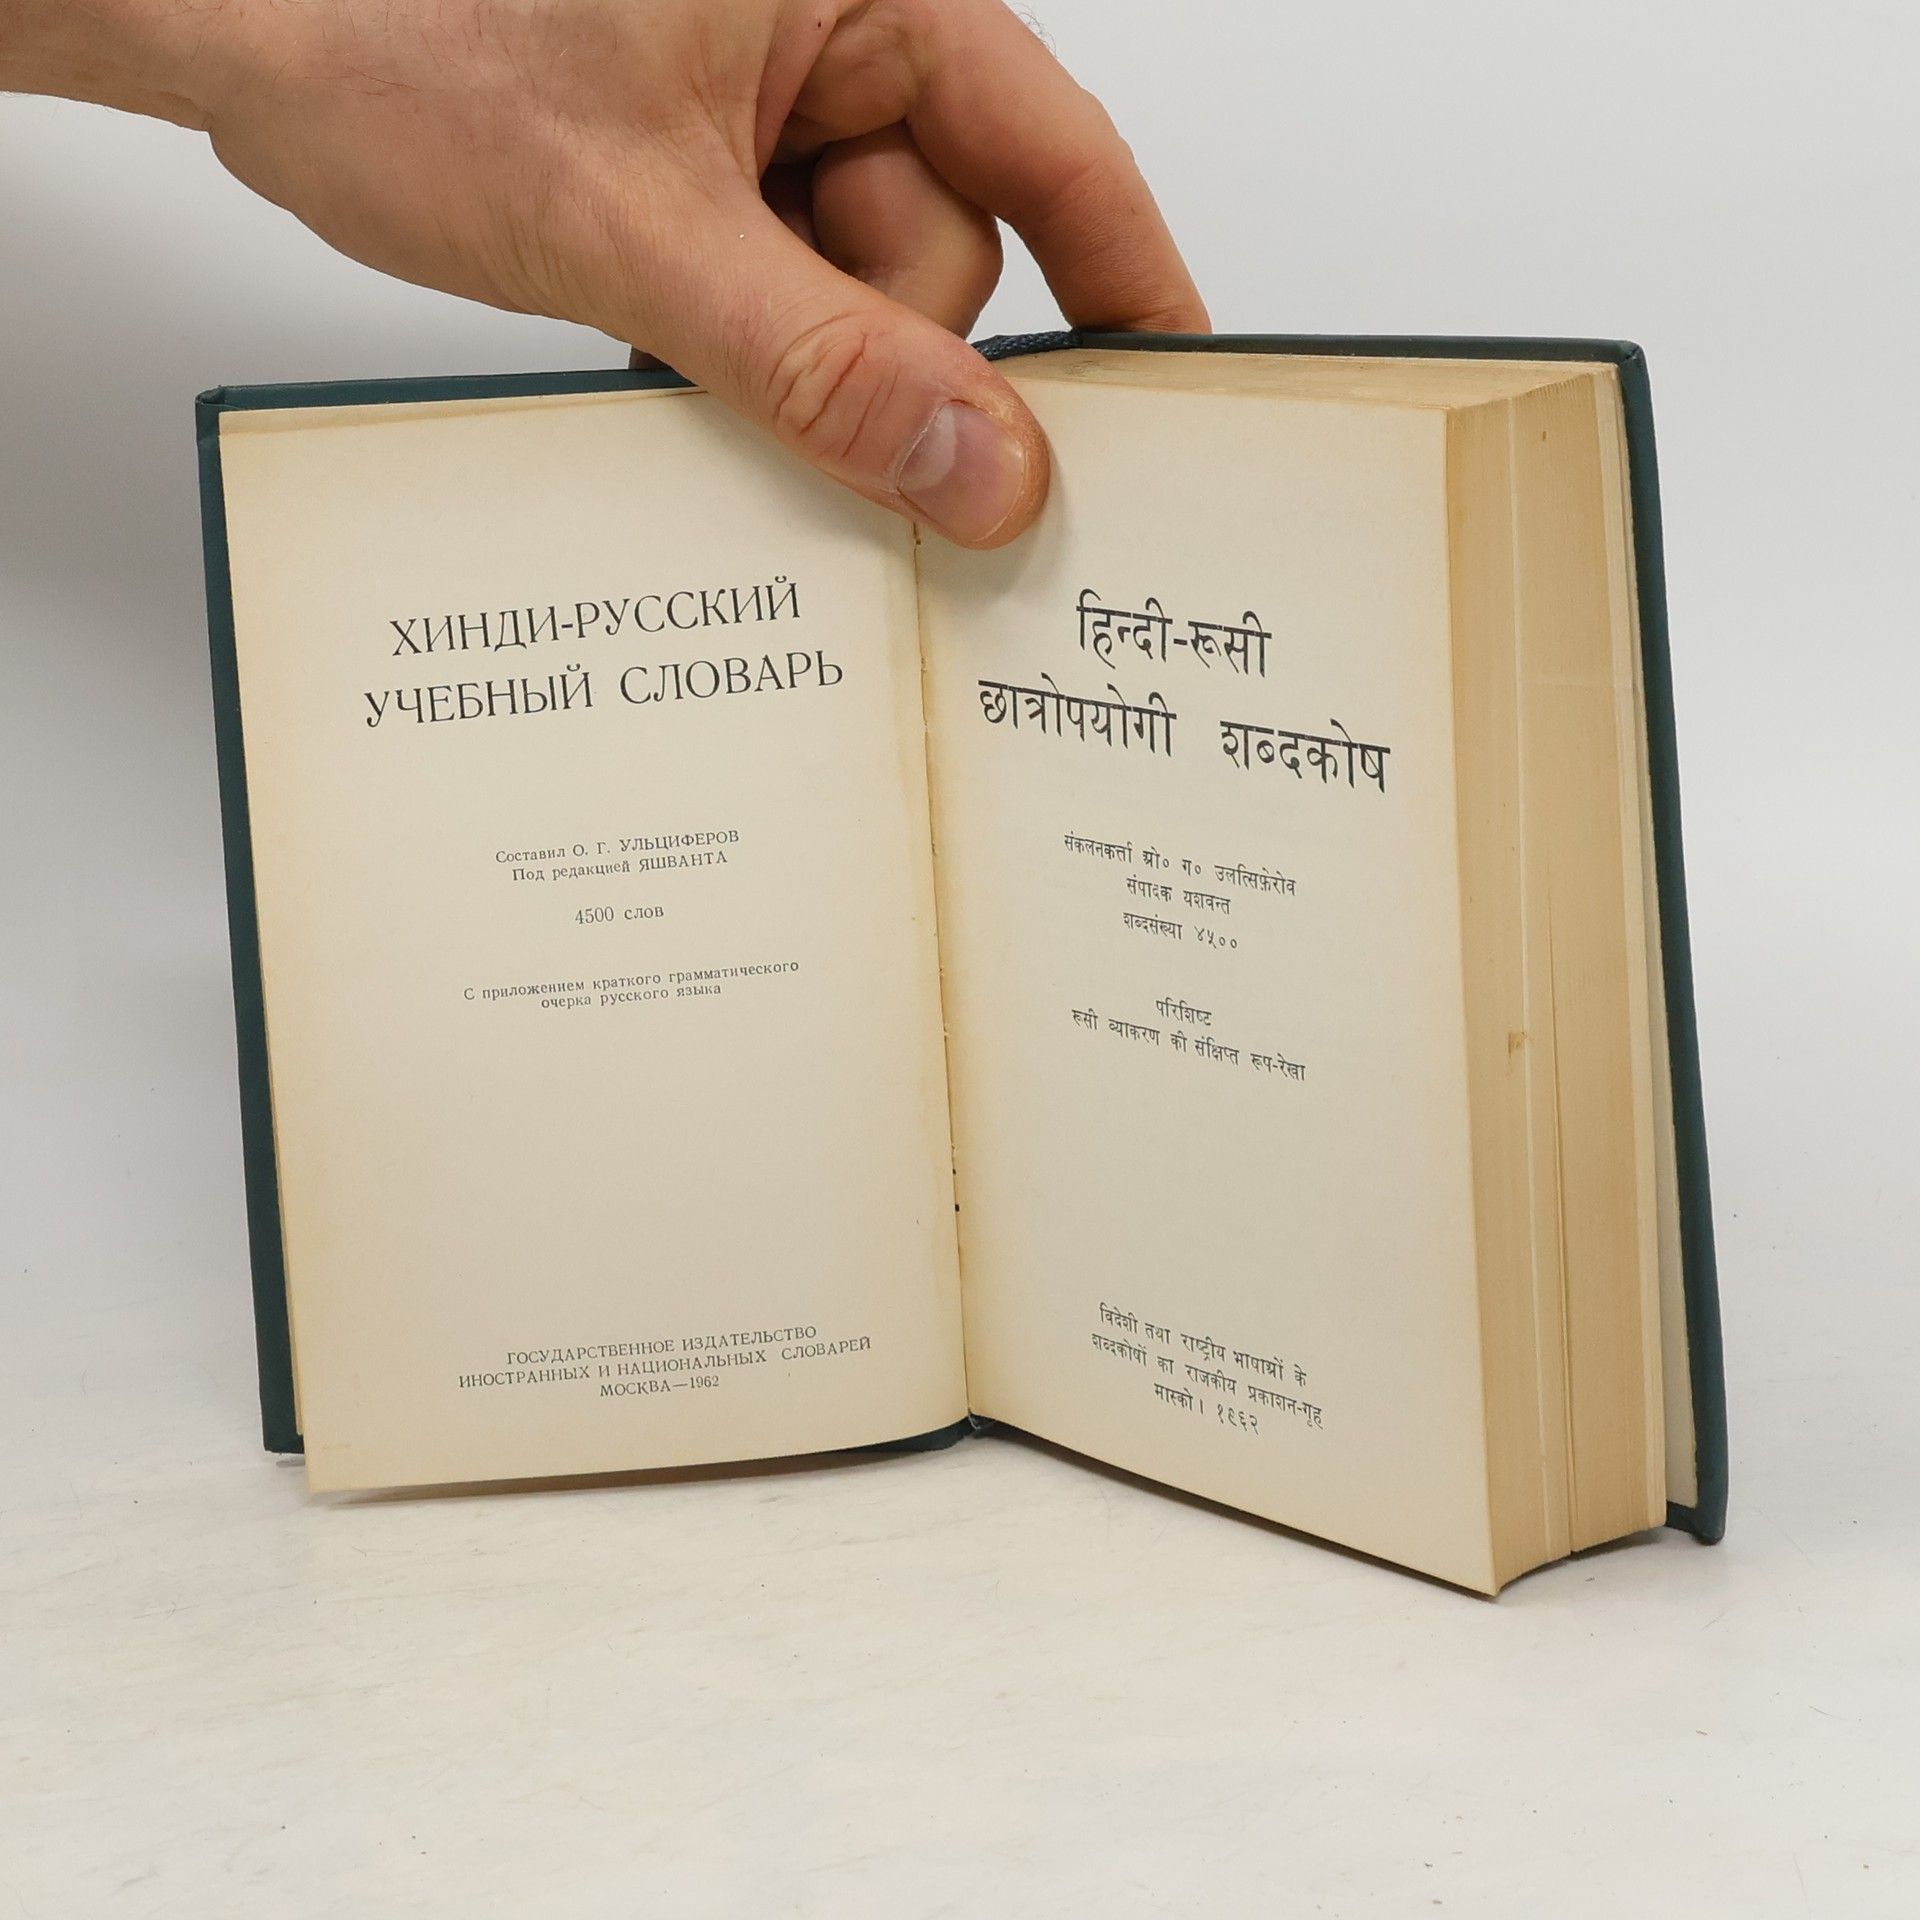 ХИНДИ-РУССКИЙ
УЧЕБНЫЙ СЛОВАРЬ
Составил О. Г. УЛЬЦИФЕРОВ
Под редакцией ЯШВАНТА
4500 слов
С приложением краткого грамматического
очерка русского языка
ГОСУДАРСТВЕННОЕ ИЗДАТЕЛЬСТВО
ИНОСТРАННЫХ И НАЦИОНАЛЬНЫХ СЛОВАРЕЙ
МОСКВА—1962
हिन्दी-रूसी
छात्रोपयोगी शब्दकोष
संकलनकर्त्ता ओ० ग० उलत्सिफ़ेरोव
संपादक यशवन्त
शब्दसंख्या ४५००
परिशिष्ट
रूसी व्याकरण की संक्षिप्त रूप-रेखा
विदेशी तथा राष्ट्रीय भाषाओं के
शब्दकोषों का राजकीय प्रकाशन-गृह
मास्को। १९६२